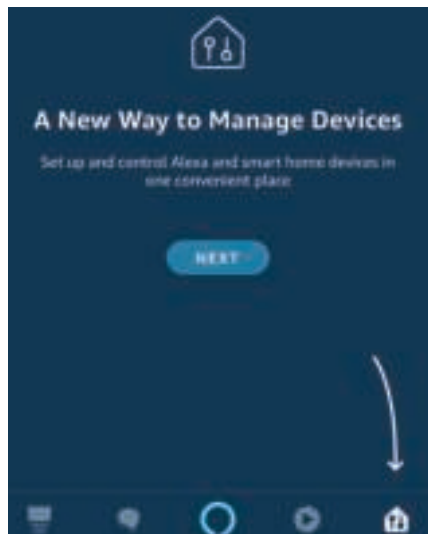 A New Way to Manage Devices
Set up and control Alexa and smart home devices in
one convenient place
NEXT